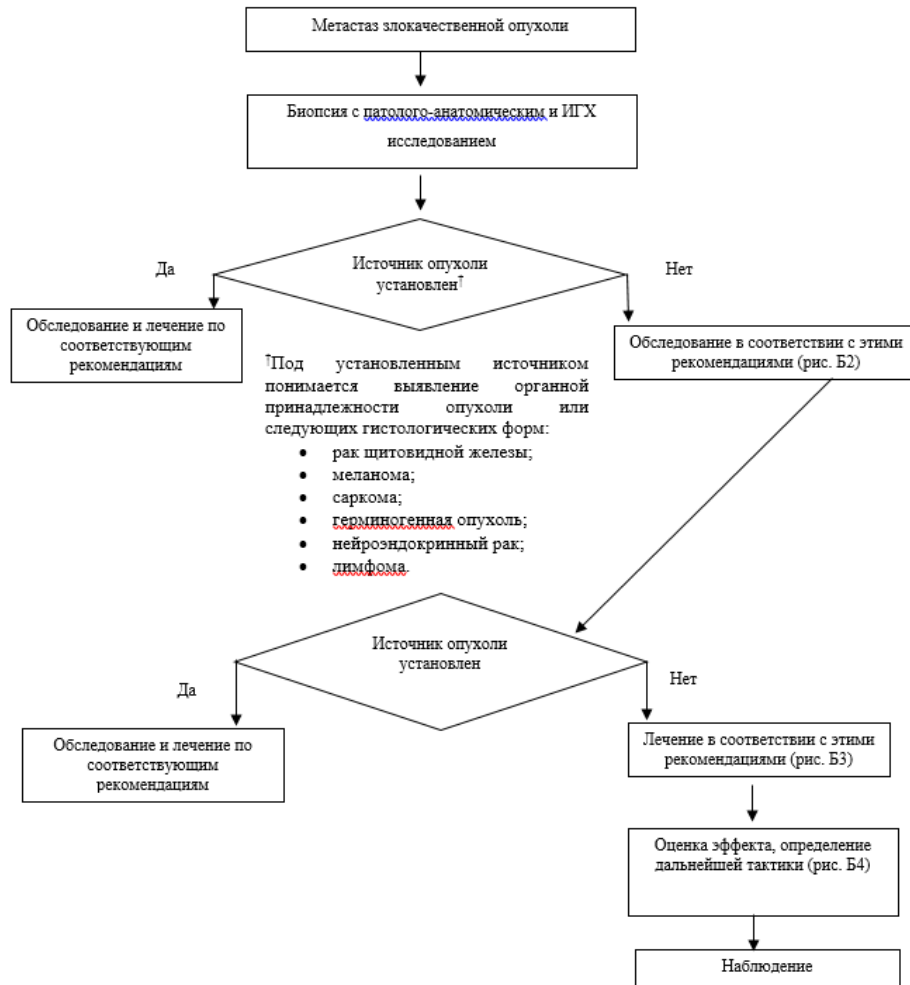 Метастаз злокачественной опухоли
Биопсия с патолого-анатомическим и ИГХ
исследованием
Источник опухоли
установлен†
Да
Нет
Обследование и лечение по
соответствующим
рекомендациям
Обследование в соответствии с этими
рекомендациями (рис. Б2)
†Под установленным источником
понимается выявление органной
принадлежности опухоли или
следующих гистологических форм:
• рак щитовидной железы;
• меланома;
• саркома;
• герминогенная опухоль;
• нейроэндокринный рак;
• лимфома.
Источник опухоли
установлен
Да
Нет
Обследование и лечение по
соответствующим
рекомендациям
Лечение в соответствии с этими
рекомендациями (рис. Б3)
Оценка эффекта, определение
дальнейшей тактики (рис. Б4)
Наблюдение